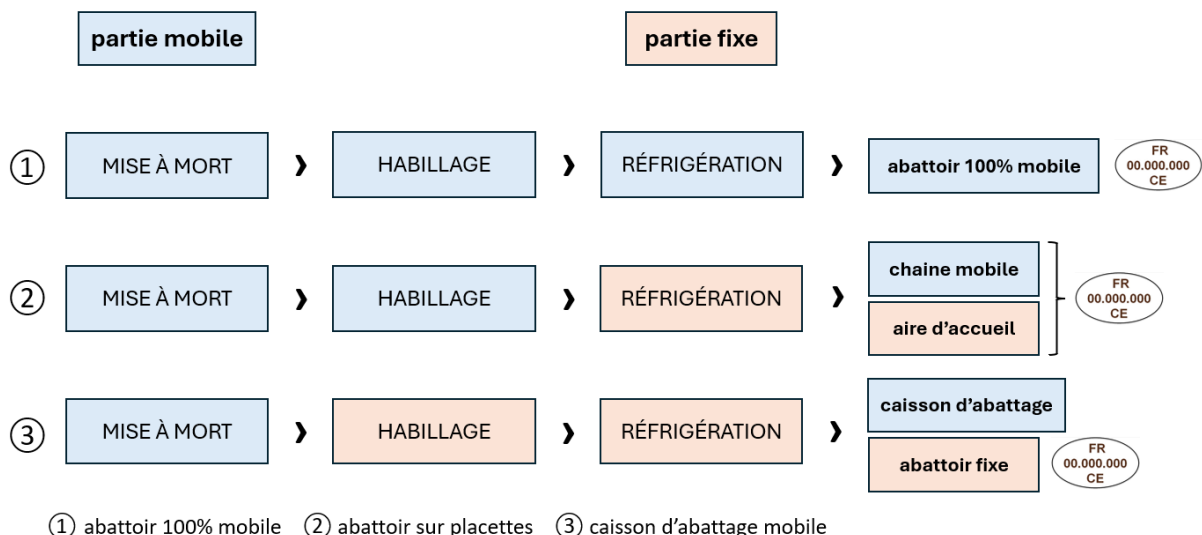 partie mobile
partie fixe
① MISE À MORT › HABILLAGE › RÉFRIGÉRATION › abattoir 100% mobile
FR
00.000.000
CE
② MISE À MORT › HABILLAGE › RÉFRIGÉRATION › chaine mobile
aire d’accueil
FR
00.000.000
CE
③ MISE À MORT › HABILLAGE › RÉFRIGÉRATION › caisson d’abattage
abattoir fixe
FR
00.000.000
CE
① abattoir 100% mobile ② abattoir sur placettes ③ caisson d’abattage mobile